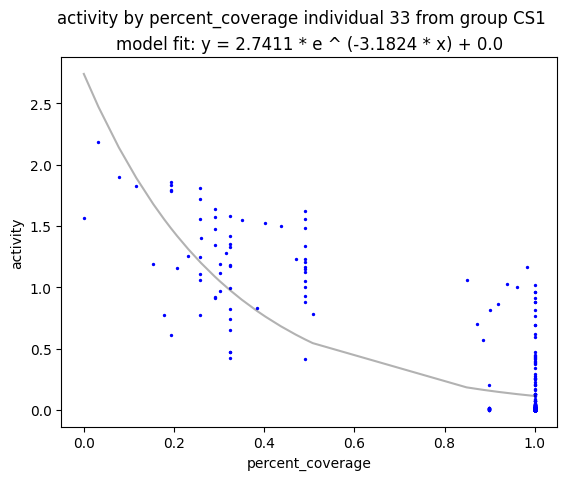 activity by percent_coverage individual 33 from group CS1
model fit: y = 2.7411 * e ^ (-3.1824 * x) + 0.0
2.5
2.0
1.5
1.0
0.5
0.0
activity
0.0 0.2 0.4 0.6 0.8 1.0
percent_coverage